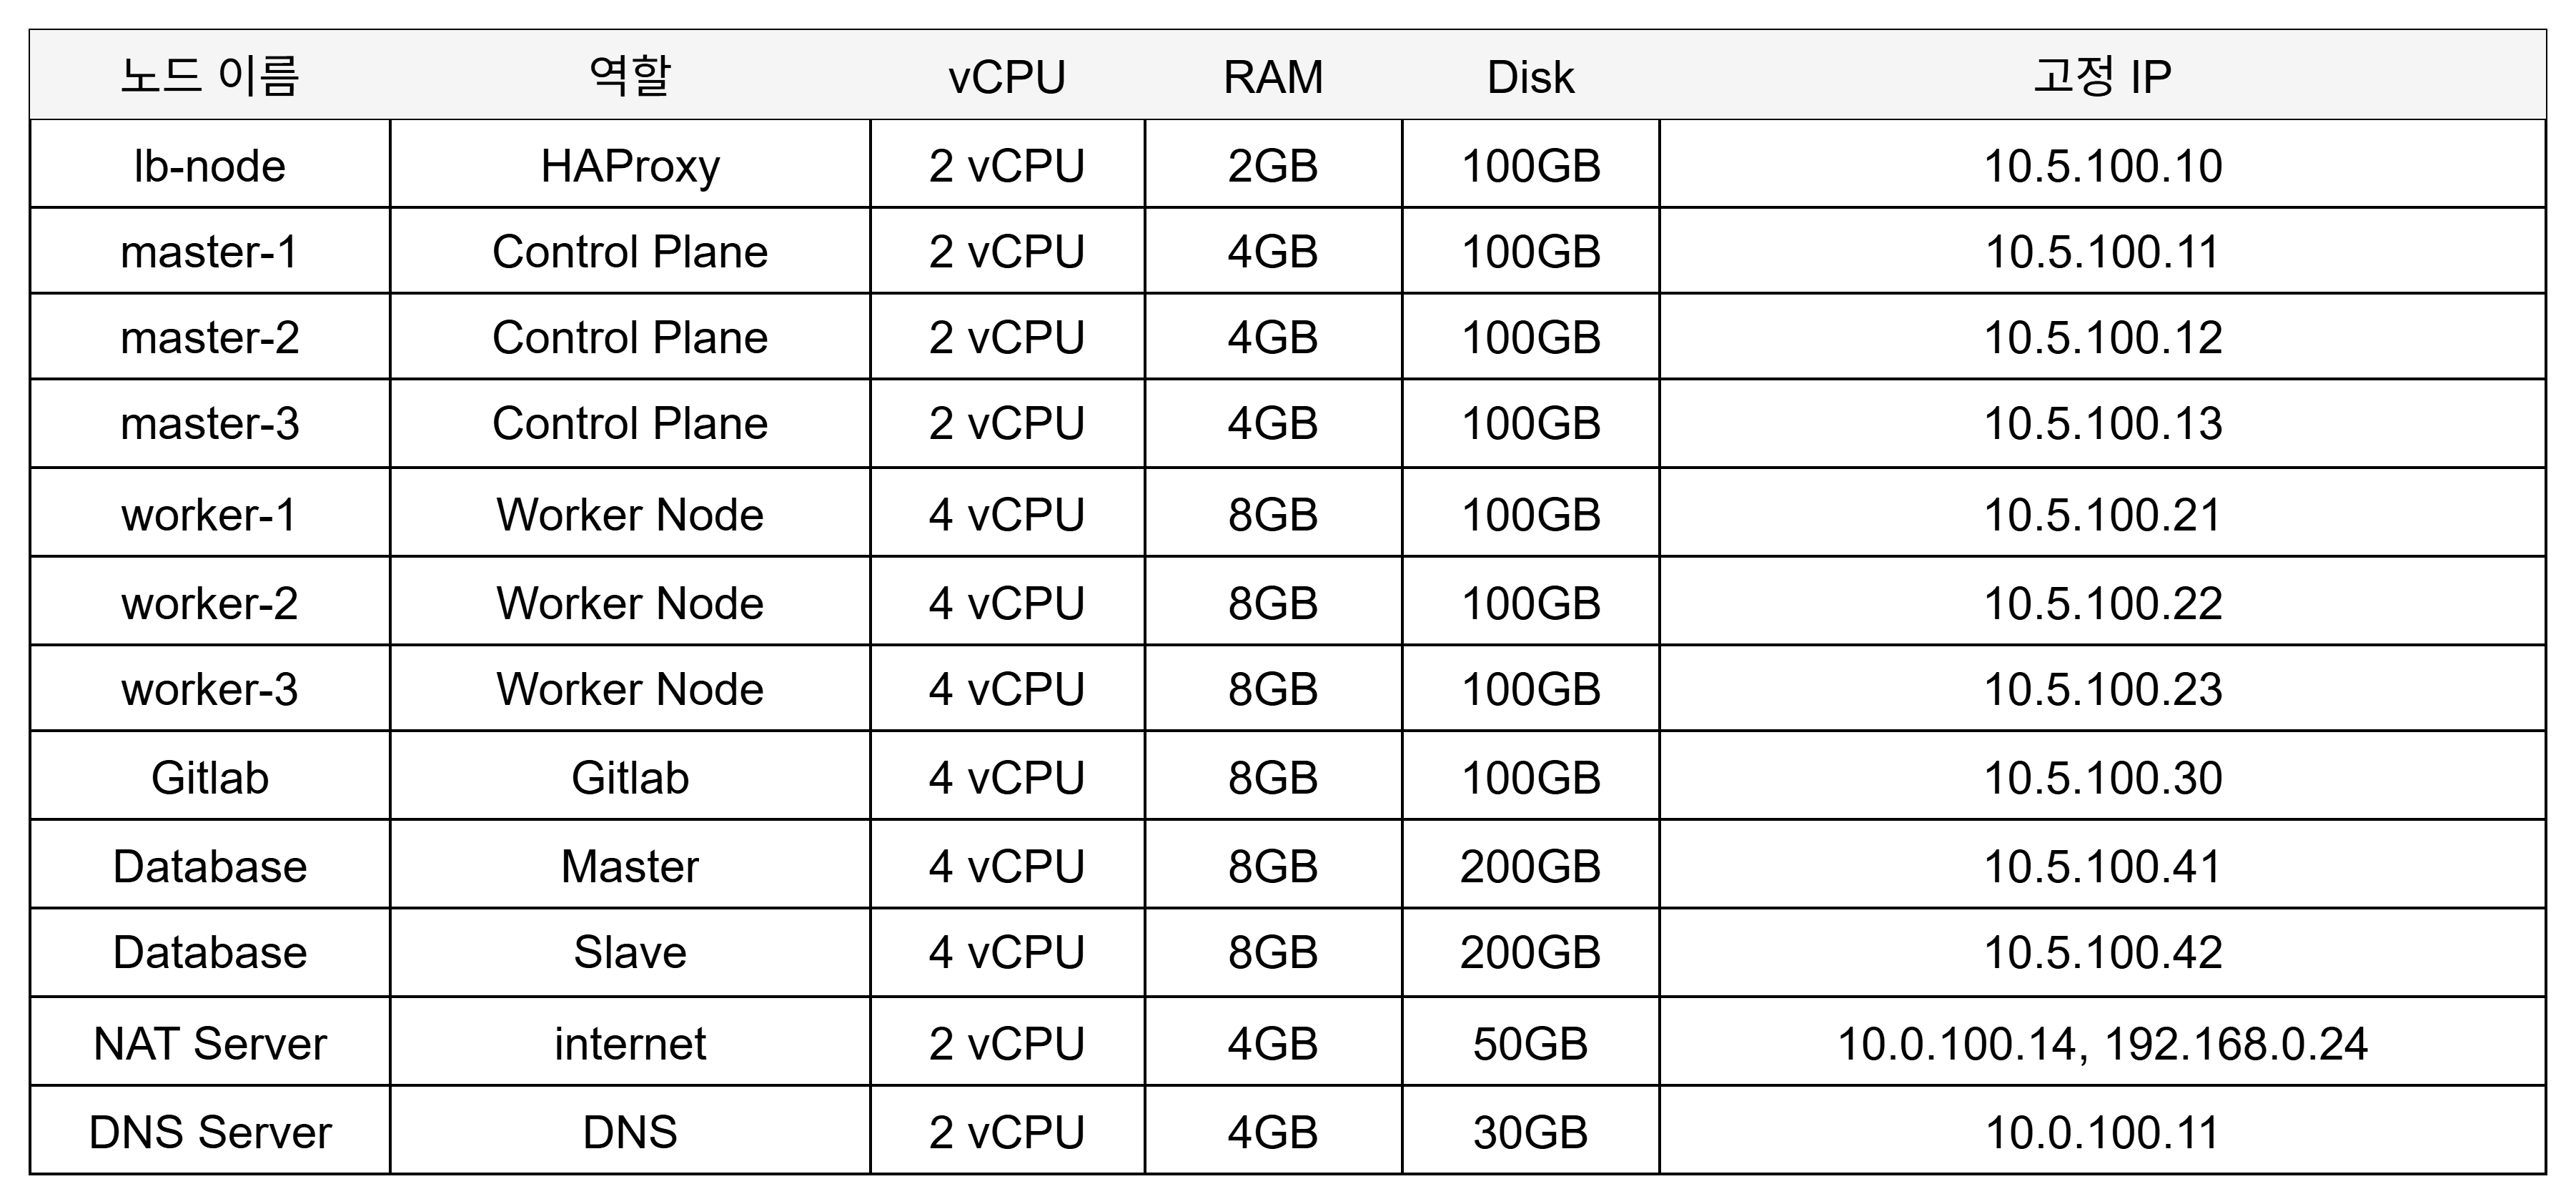 노드 이름 역할 vCPU RAM Disk 고정 IP
lb-node HAProxy 2 vCPU 2GB 100GB 10.5.100.10
master-1 Control Plane 2 vCPU 4GB 100GB 10.5.100.11
master-2 Control Plane 2 vCPU 4GB 100GB 10.5.100.12
master-3 Control Plane 2 vCPU 4GB 100GB 10.5.100.13
worker-1 Worker Node 4 vCPU 8GB 100GB 10.5.100.21
worker-2 Worker Node 4 vCPU 8GB 100GB 10.5.100.22
worker-3 Worker Node 4 vCPU 8GB 100GB 10.5.100.23
Gitlab Gitlab 4 vCPU 8GB 100GB 10.5.100.30
Database Master 4 vCPU 8GB 200GB 10.5.100.41
Database Slave 4 vCPU 8GB 200GB 10.5.100.42
NAT Server internet 2 vCPU 4GB 50GB 10.0.100.14, 192.168.0.24
DNS Server DNS 2 vCPU 4GB 30GB 10.0.100.11